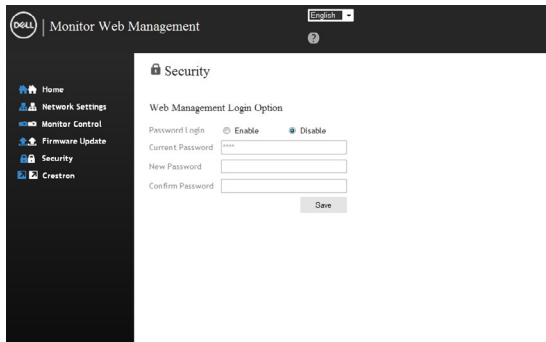 DELL | Monitor Web Management
English
?
Security
Home
Network Settings
Monitor Control
Firmware Update
Security
Crestron
Web Management Login Option
Password Login Enable Disable
Current Password ****
New Password
Confirm Password
Save